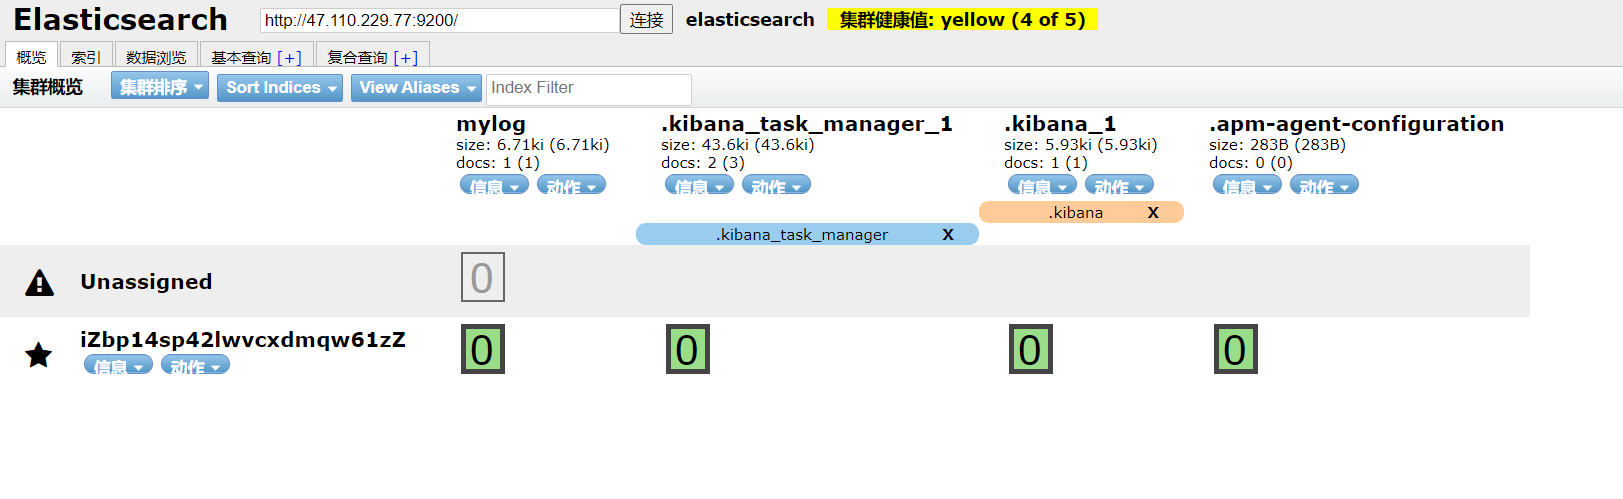 Elasticsearch http://47.110.229.77:9200/ 连接 elasticsearch 集群健康值: yellow (4 of 5)
概览 索引 数据浏览 基本查询 [+] 复合查询 [+]
集群概览 集群排序 Sort Indices View Aliases Index Filter
mylog .kibana_task_manager_1 .kibana_1 .apm-agent-configuration
size: 6.71ki (6.71ki) size: 43.6ki (43.6ki) size: 5.93ki (5.93ki) size: 283B (283B)
docs: 1 (1) docs: 2 (3) docs: 1 (1) docs: 0 (0)
信息 动作 信息 动作 信息 动作 信息 动作
.kibana X
.kibana_task_manager X
Unassigned 0
iZbp14sp42lwvcxdmqw61zZ 0 0 0 0
信息 动作